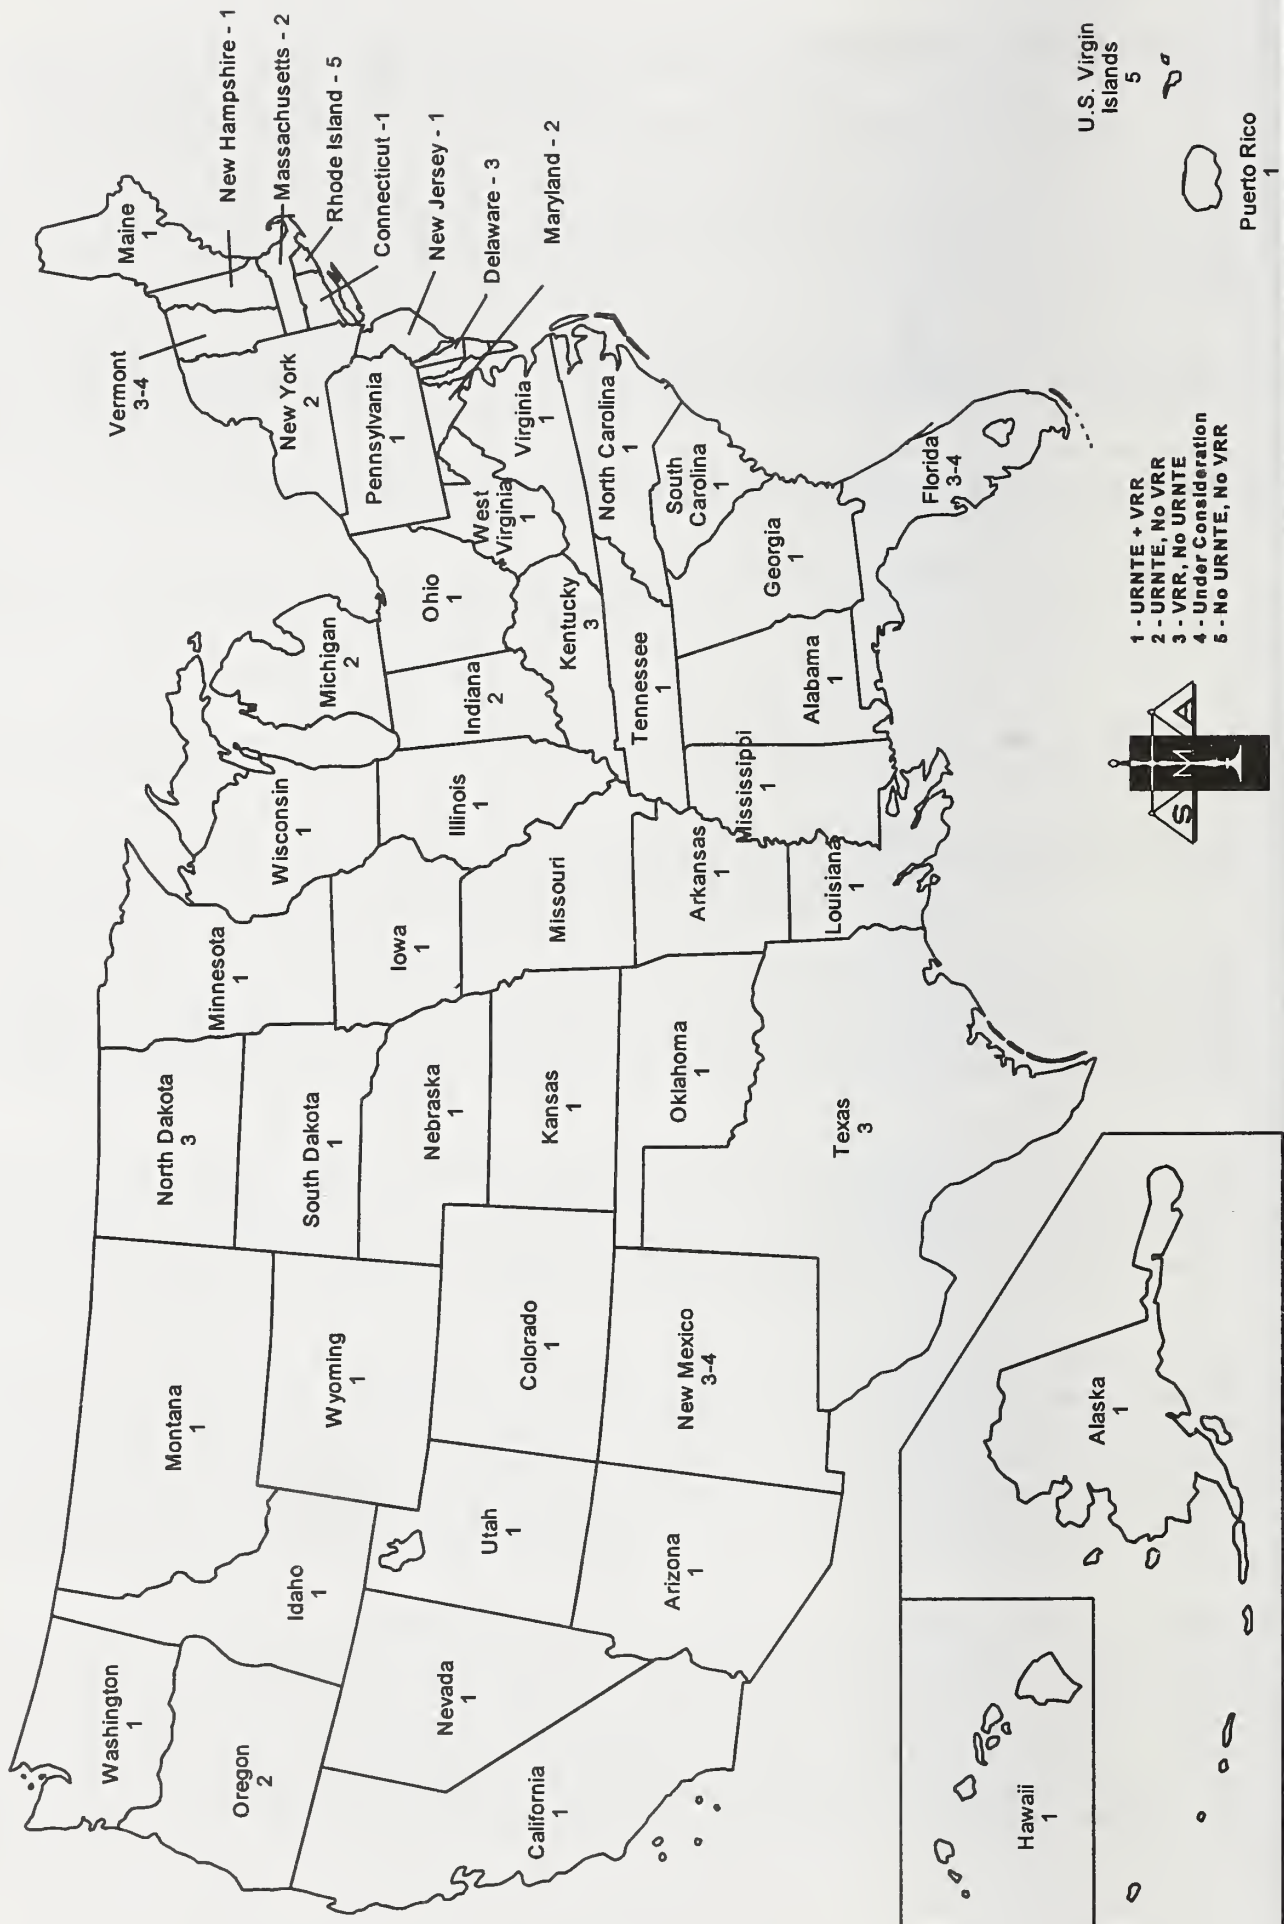 Washington
1
Oregon
2
California
1
Nevada
1
Idaho
1
Montana
1
Wyoming
1
Utah
1
Arizona
1
Colorado
1
New Mexico
3-4
North Dakota
3
South Dakota
1
Nebraska
1
Kansas
1
Oklahoma
1
Texas
3
Minnesota
1
Iowa
1
Missouri
Arkansas
1
Louisiana
1
Wisconsin
1
Illinois
1
Mississippi
1
Michigan
2
Indiana
2
Ohio
1
Kentucky
3
Tennessee
1
Alabama
1
Georgia
1
Florida
3-4
South
Carolina
1
North Carolina
1
Virginia
1
West
Virginia
1
Pennsylvania
1
New York
2
Vermont
3-4
Maine
1
New Hampshire - 1
Massachusetts - 2
Rhode Island - 5
Connecticut -1
New Jersey - 1
Delaware - 3
Maryland - 2
Hawaii
1
Alaska
1
SMA
1 - URNTE + VRR
2 - URNTE, No VRR
3 - VRR, No URNTE
4 - Under Consideration
5 - No URNTE, No VRR
U.S. Virgin
Islands
5
Puerto Rico
1